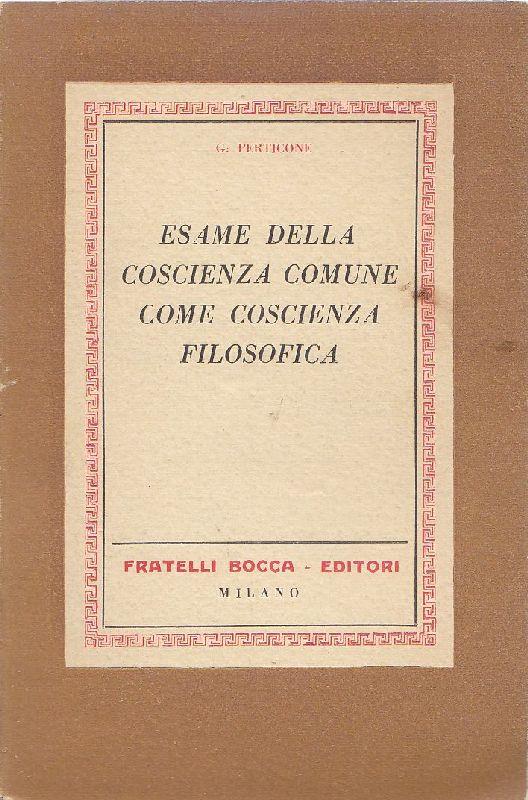 G. PERTICONE
ESAME DELLA
COSCIENZA COMUNE
COME COSCIENZA
FILOSOFICA
FRATELLI BOCCA - EDITORI
MILANO